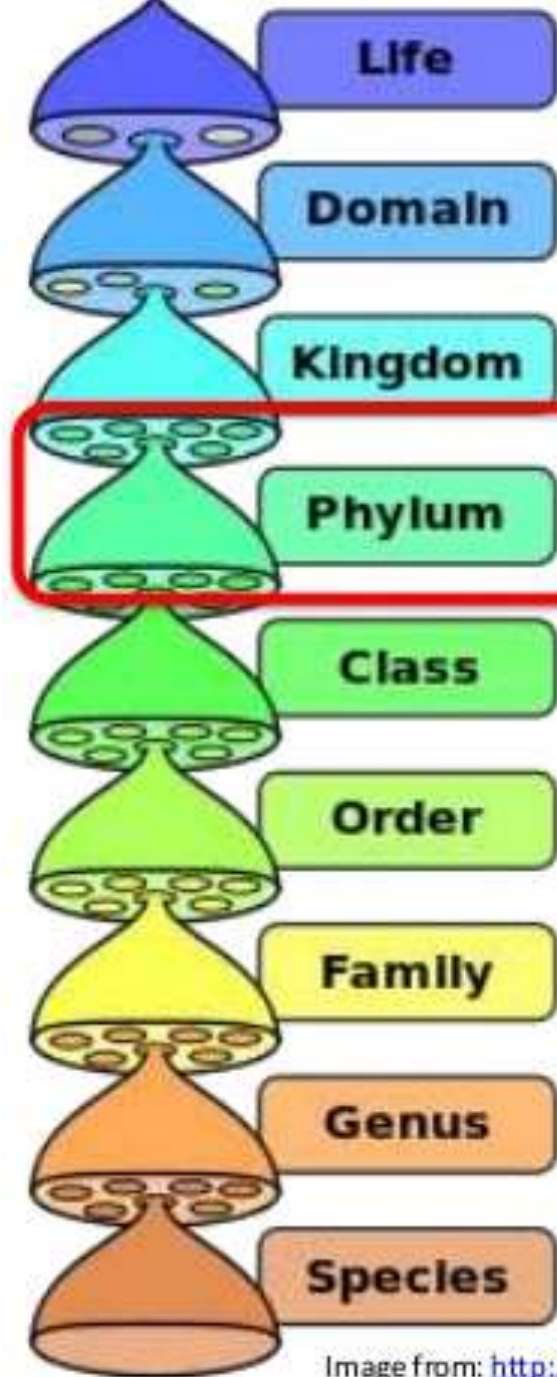 Life
Domain
Kingdom
Phylum
Class
Order
Family
Genus
Species
Image from: http: